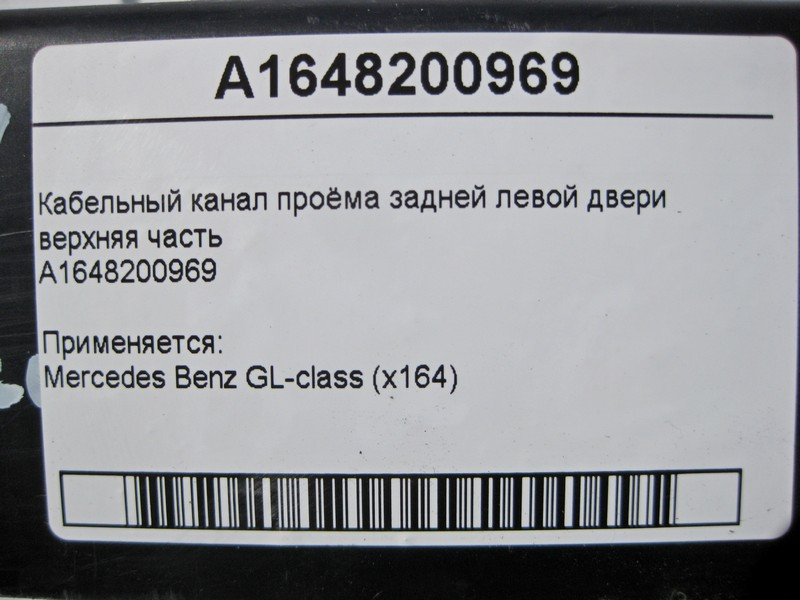 A1648200969
Кабельный канал проёма задней левой двери
верхняя часть
A1648200969
Применяется:
Mercedes Benz GL-class (x164)